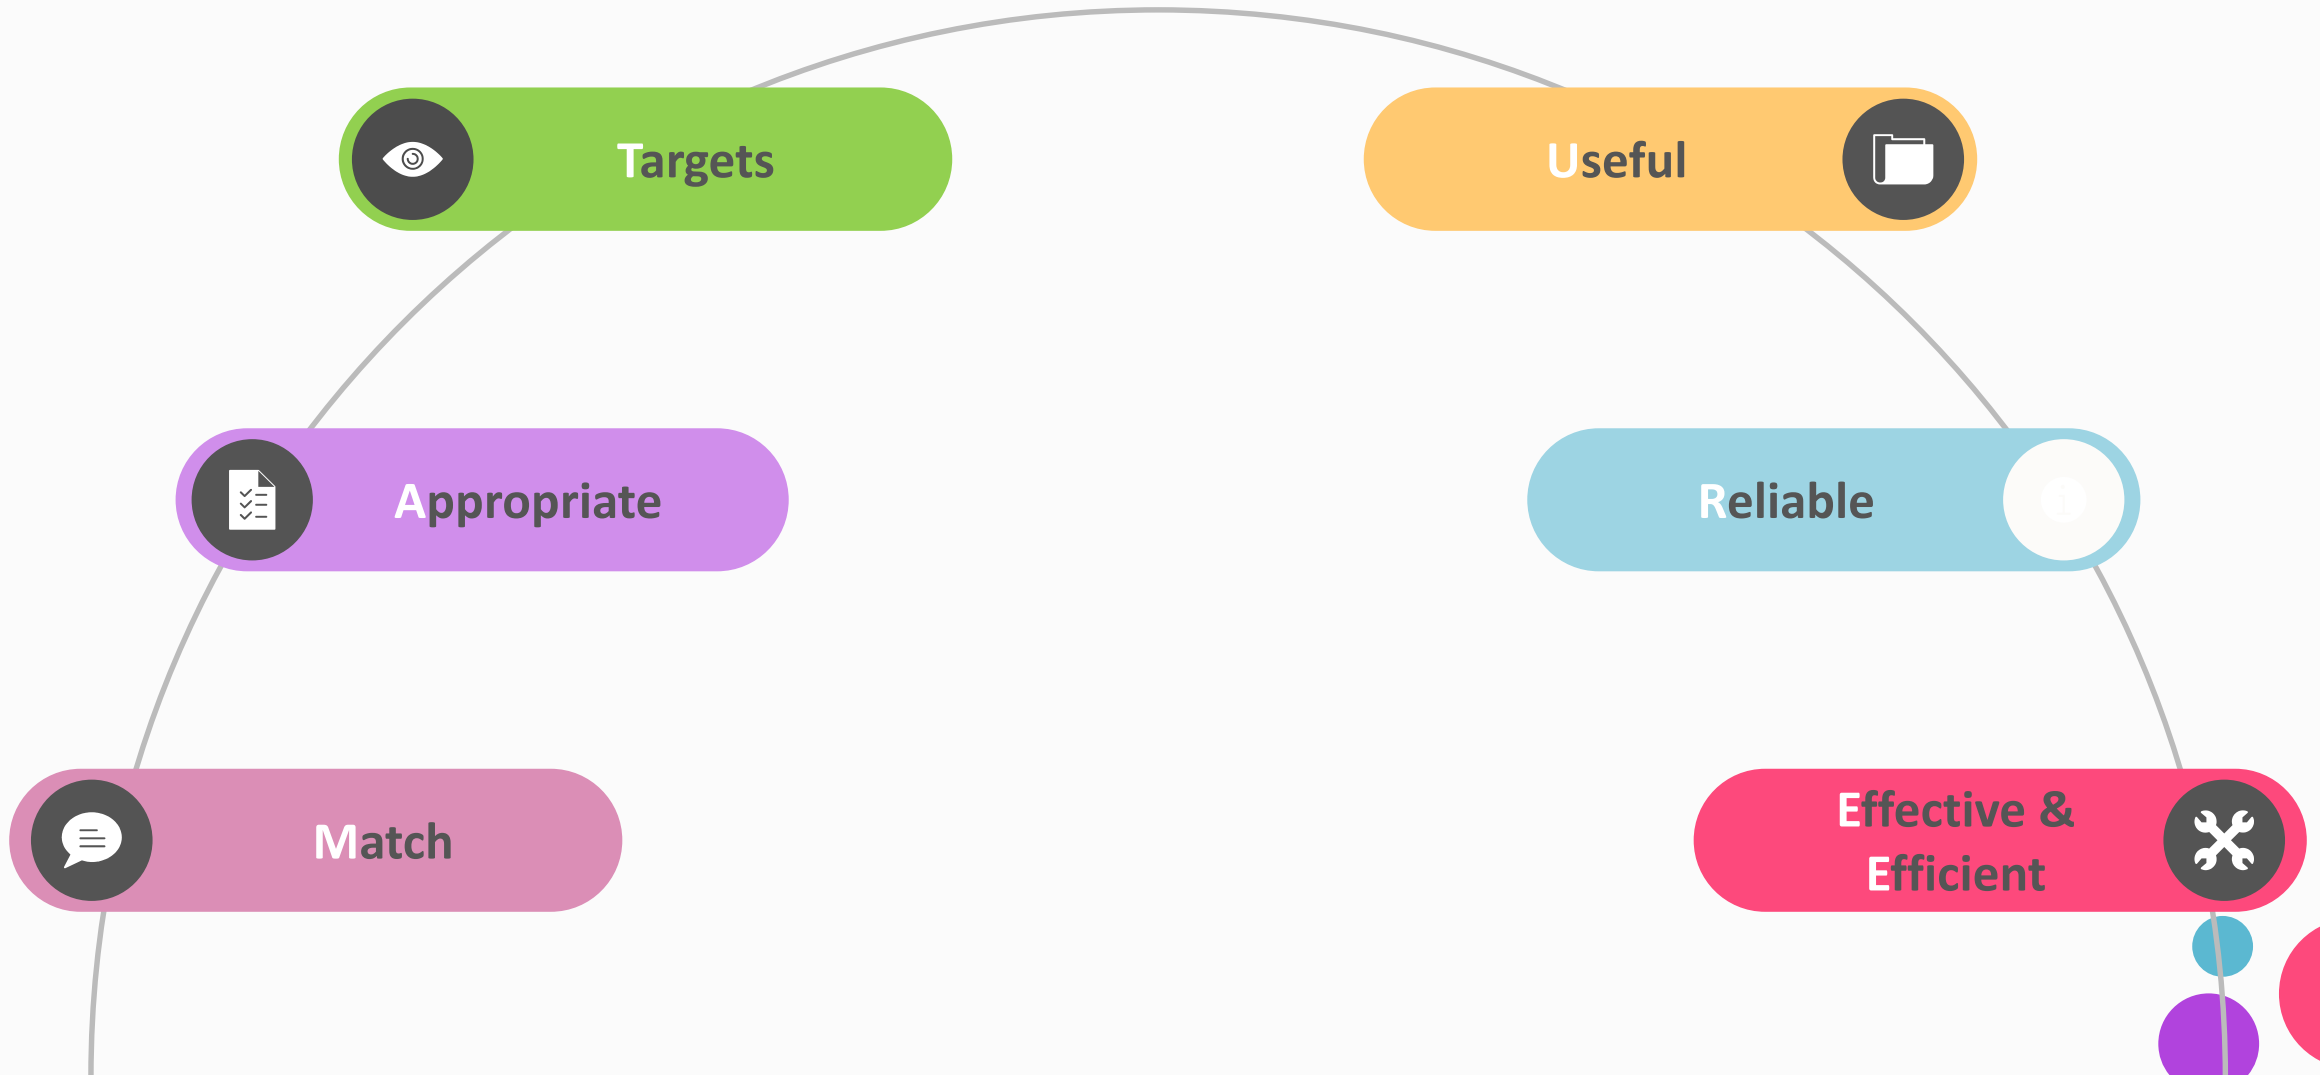 Match
Appropriate
Targets
Useful
Reliable
Effective &
Efficient